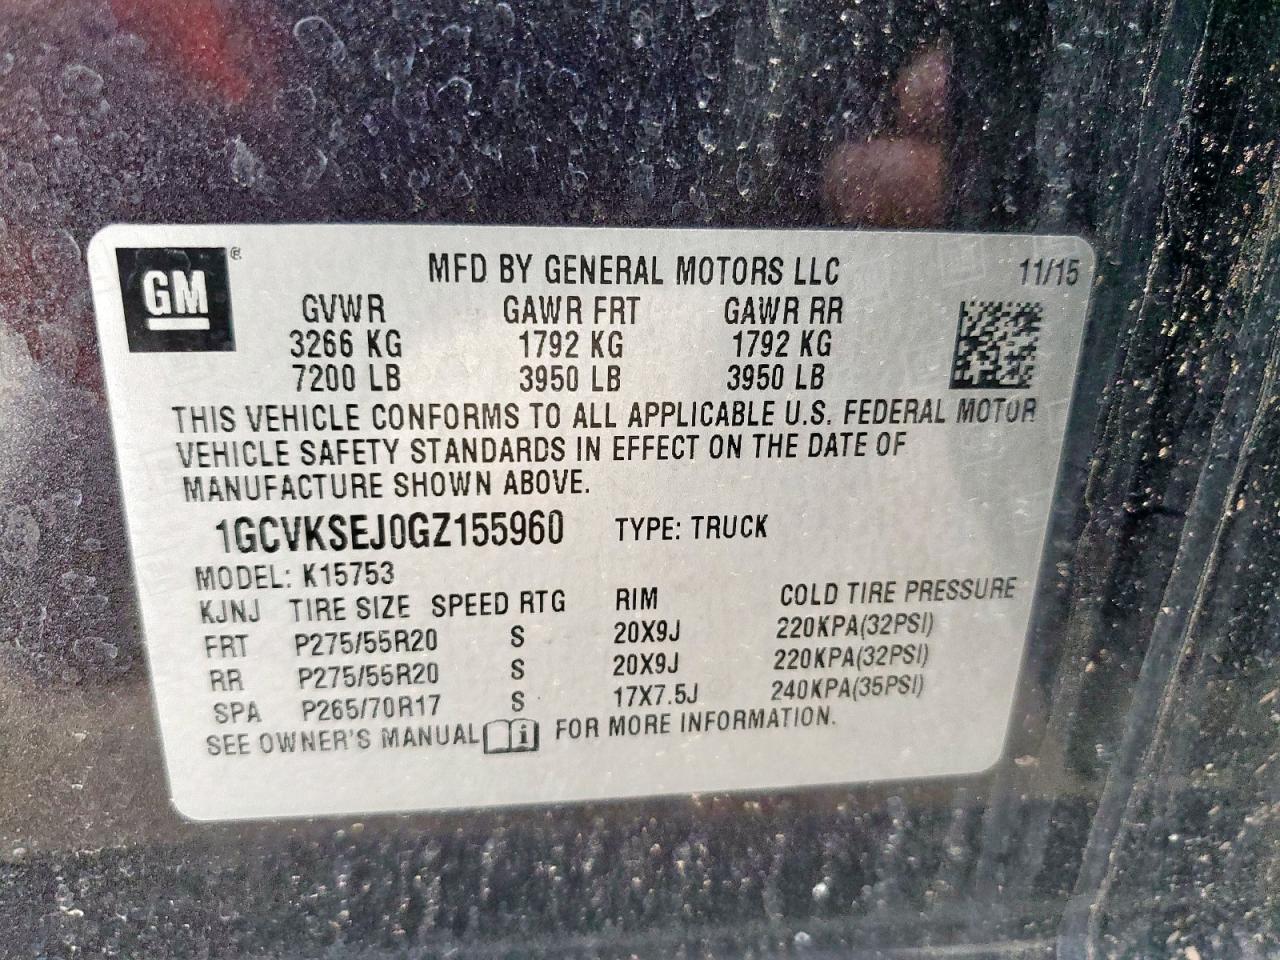 GM ®
MFD BY GENERAL MOTORS LLC 11/15
GVWR GAWR FRT GAWR RR
3266 KG 1792 KG 1792 KG
7200 LB 3950 LB 3950 LB
THIS VEHICLE CONFORMS TO ALL APPLICABLE U.S. FEDERAL MOTOR
VEHICLE SAFETY STANDARDS IN EFFECT ON THE DATE OF
MANUFACTURE SHOWN ABOVE.
1GCVKSEJ0GZ155960 TYPE: TRUCK
MODEL: K15753
KJNJ TIRE SIZE SPEED RTG RIM COLD TIRE PRESSURE
FRT P275/55R20 S 20X9J 220KPA(32PSI)
RR P275/55R20 S 20X9J 220KPA(32PSI)
SPA P265/70R17 S 17X7.5J 240KPA(35PSI)
SEE OWNER'S MANUAL i FOR MORE INFORMATION.